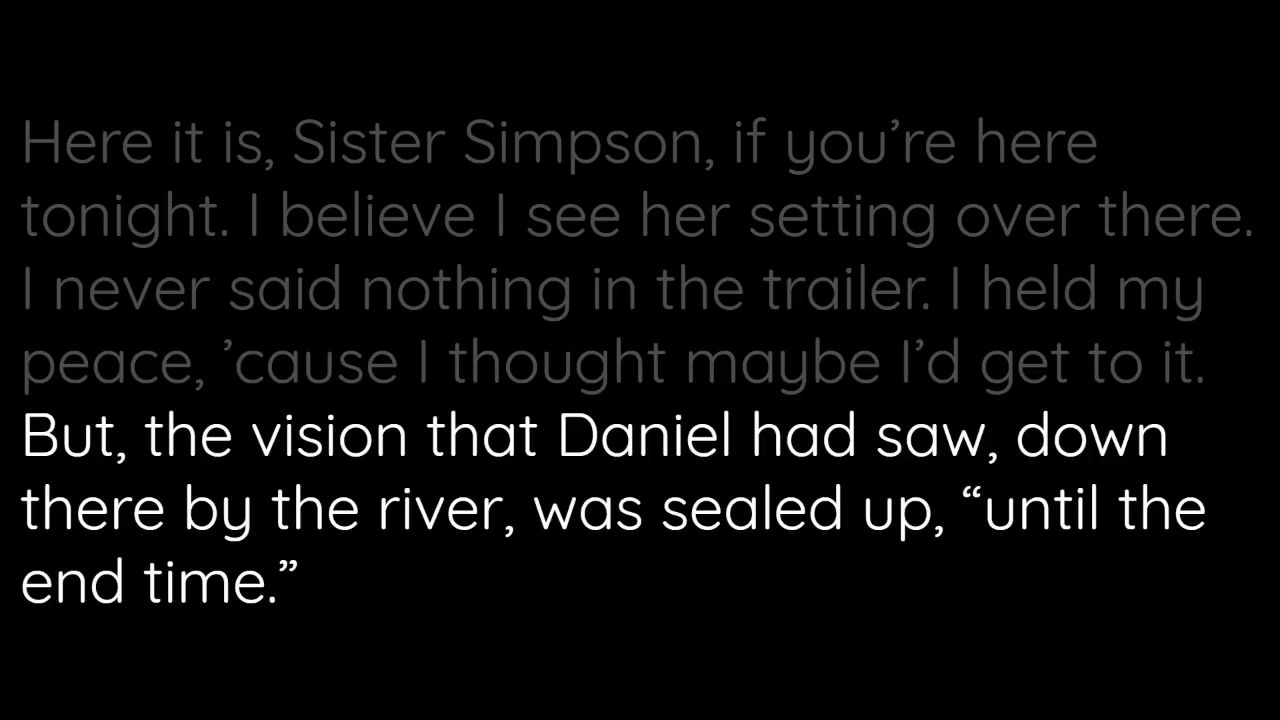 Here it is, Sister Simpson, if you’re here
tonight. I believe I see her setting over there.
I never said nothing in the trailer. I held my
peace, ’cause I thought maybe I’d get to it.
But, the vision that Daniel had saw, down
there by the river, was sealed up, “until the
end time.”